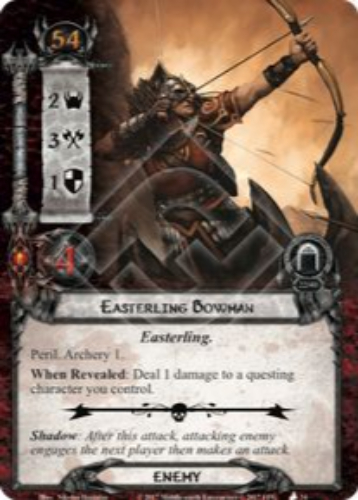 54
2
3
1
4
EASTERLING BOWMAN
Easterling.
Peril. Archery 1.
When Revealed: Deal 1 damage to a questing
character you control.
Shadow: After this attack, attacking enemy
engages the next player then makes an attack.
ENEMY